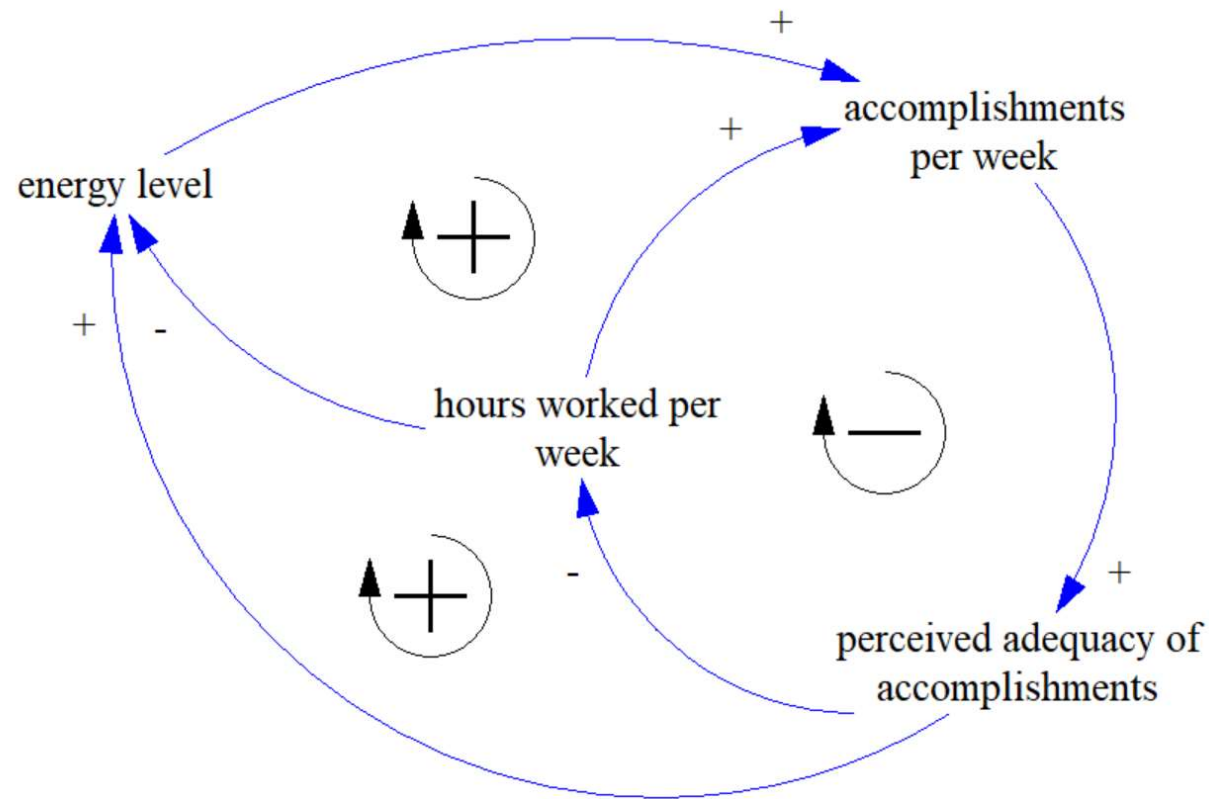 +
accomplishments
per week
+
energy level
+
+
-
hours worked per
week
-
-
+
+
perceived adequacy of
accomplishments